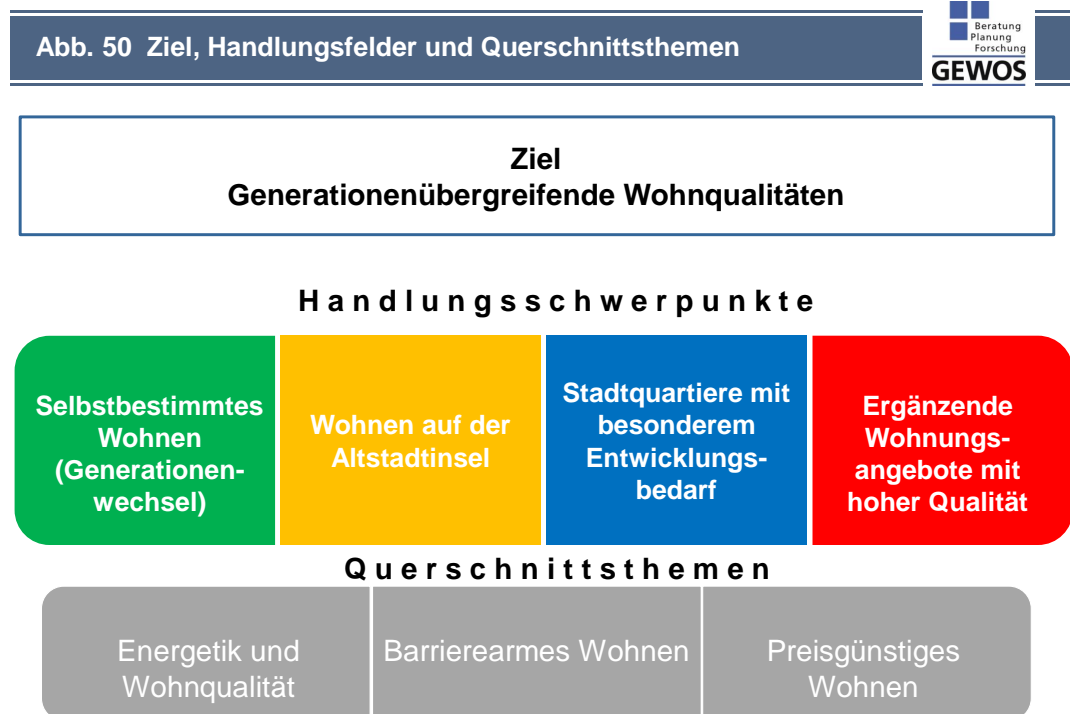 Abb. 50 Ziel, Handlungsfelder und Querschnittsthemen
Beratung
Planung
Forschung
GEWOS
Ziel
Generationenübergreifende Wohnqualitäten
Handlungsschwerpunkte
Selbstbestimmtes
Wohnen
(Generationen-
wechsel)
Wohnen auf der
Altstadtinsel
Stadtquartiere mit
besonderem
Entwicklungs-
bedarf
Ergänzende
Wohnungs-
angebote mit
hoher Qualität
Querschnittsthemen
Energetik und
Wohnqualität
Barrierearmes Wohnen
Preisgünstiges
Wohnen